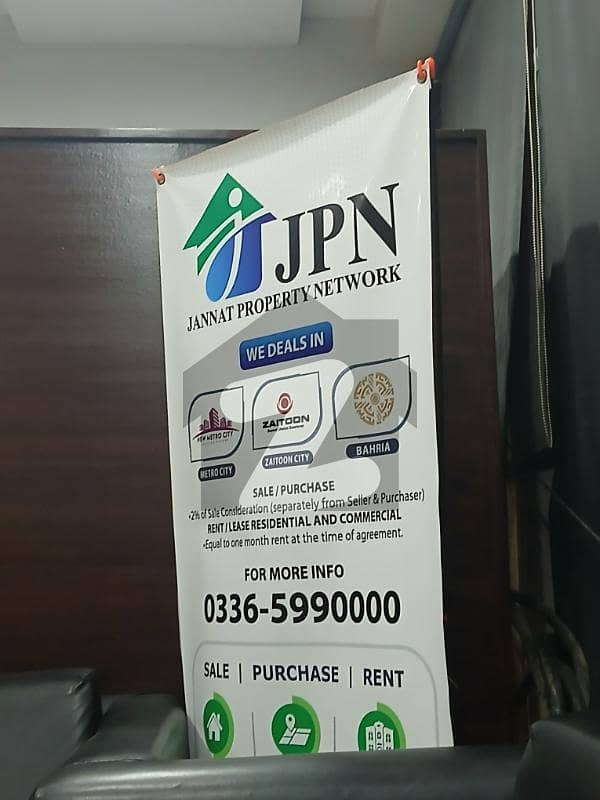 JPN
JANNAT PROPERTY NETWORK
WE DEALS IN
NEW METRO CITY
ZAITOON
METRO CITY
ZAITOON CITY
BAHRIA
SALE / PURCHASE
•2% of Sale Consideration (separately from Seller & Purchaser)
RENT / LEASE RESIDENTIAL AND COMMERCIAL
•Equal to one month rent at the time of agreement.
FOR MORE INFO
0336-5990000
SALE | PURCHASE | RENT